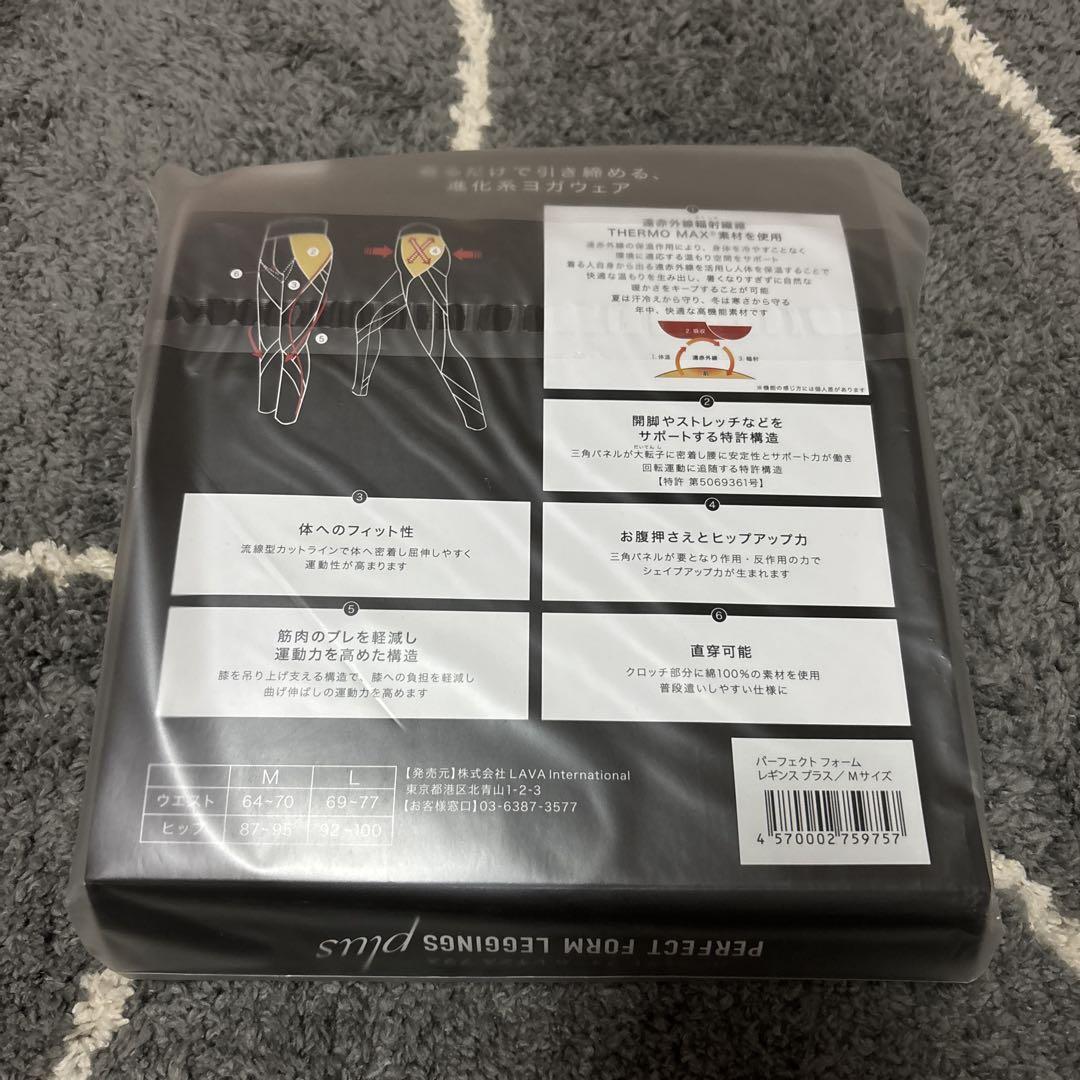 だけで引き締める、
進化系ヨガウェア
2
6
3
5
4
1
遠赤外線輻射繊維
THERMO MAX®素材を使用
遠赤外線の保温作用により、身体を冷やすことなく
環境に適応する温もり空間をサポート
着る人自身から出る遠赤外線を活用し人体を保温することで
快適な温もりを生み出し、暑くなりすぎずに自然な
暖かさをキープすることが可能
夏は汗冷えから守り、冬は寒さから守る
年中、快適な高機能素材です
2. 吸収
1. 体温
遠赤外線
3. 輻射
肌
※機能の感じ方には個人差があります
2
開脚やストレッチなどを
サポートする特許構造
だいてんし
三角パネルが大転子に密着し腰に安定性とサポート力が働き
回転運動に追随する特許構造
【特許 第5069361号】
3
体へのフィット性
流線型カットラインで体へ密着し屈伸しやすく
運動性が高まります
4
お腹押さえとヒップアップ力
三角パネルが要となり作用・反作用の力で
シェイプアップ力が生まれます
5
筋肉のブレを軽減し
運動力を高めた構造
膝を吊り上げ支える構造で、膝への負担を軽減し
曲げ伸ばしの運動力を高めます
6
直穿可能
クロッチ部分に綿100%の素材を使用
普段遣いしやすい仕様に
M L
ウエスト 64~70 69~77
ヒップ 87~95 92~100
【発売元】株式会社 LAVA International
東京都港区北青山1-2-3
【お客様窓口】03-6387-3577
パーフェクト フォーム
レギンス プラス/ Mサイズ
4 570002 759757
PERFECT FORM LEGGINGS plus